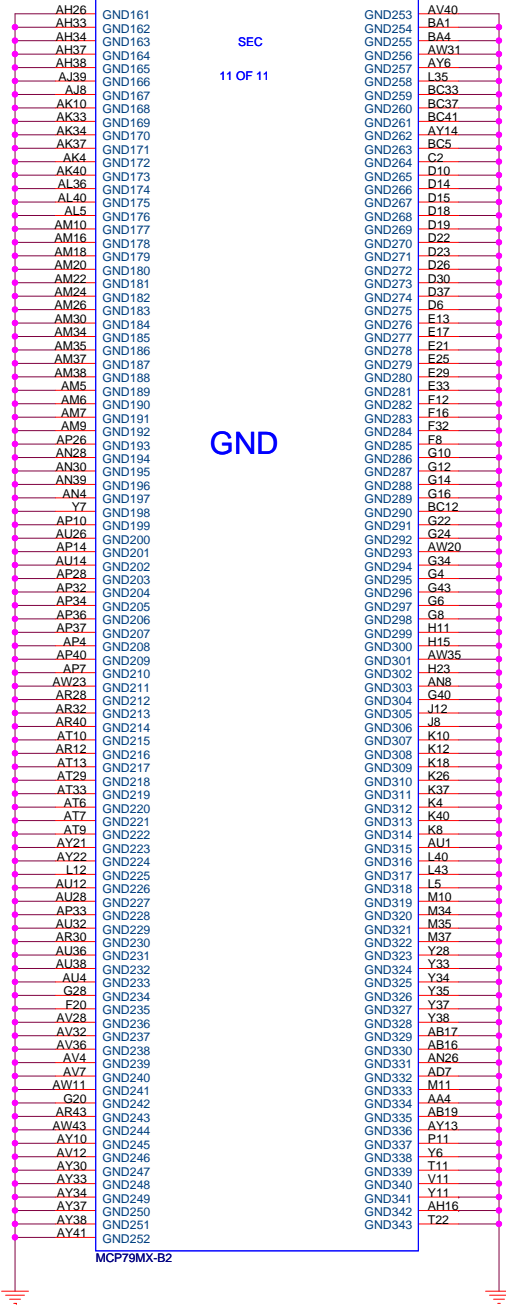 AH26 GND161 GND253 AV40
AH33 GND162 GND254 BA1
AH34 GND163 SEC GND255 BA4
AH37 GND164 GND256 AW31
AH38 GND165 GND257 AY6
AJ39 GND166 11 OF 11 GND258 L35
AJ8 GND167 GND259 BC33
AK10 GND168 GND260 BC37
AK33 GND169 GND261 BC41
AK34 GND170 GND262 AY14
AK37 GND171 GND263 BC5
AK4 GND172 GND264 C2
AK40 GND173 GND265 D10
AL36 GND174 GND266 D14
AL40 GND175 GND267 D15
AL5 GND176 GND268 D18
AM10 GND177 GND269 D19
AM16 GND178 GND270 D22
AM18 GND179 GND271 D23
AM20 GND180 GND272 D26
AM22 GND181 GND273 D30
AM24 GND182 GND274 D37
AM26 GND183 GND275 D6
AM30 GND184 GND276 E13
AM34 GND185 GND277 E17
AM35 GND186 GND278 E21
AM37 GND187 GND279 E25
AM38 GND188 GND280 E29
AM5 GND189 GND281 E33
AM6 GND190 GND282 F12
AM7 GND191 GND283 F16
AM9 GND192 GND284 F32
AP26 GND193 GND GND285 F8
AN28 GND194 GND286 G10
AN30 GND195 GND287 G12
AN39 GND196 GND288 G14
AN4 GND197 GND289 G16
Y7 GND198 GND290 BC12
AP10 GND199 GND291 G22
AU26 GND200 GND292 G24
AP14 GND201 GND293 AW20
AU14 GND202 GND294 G34
AP28 GND203 GND295 G4
AP32 GND204 GND296 G43
AP34 GND205 GND297 G6
AP36 GND206 GND298 G8
AP37 GND207 GND299 H11
AP4 GND208 GND300 H15
AP40 GND209 GND301 AW35
AP7 GND210 GND302 H23
AW23 GND211 GND303 AN8
AR28 GND212 GND304 G40
AR32 GND213 GND305 J12
AR40 GND214 GND306 J8
AT10 GND215 GND307 K10
AR12 GND216 GND308 K12
AT13 GND217 GND309 K18
AT29 GND218 GND310 K26
AT33 GND219 GND311 K37
AT6 GND220 GND312 K4
AT7 GND221 GND313 K40
AT9 GND222 GND314 K8
AY21 GND223 GND315 AU1
AY22 GND224 GND316 L40
L12 GND225 GND317 L43
AU12 GND226 GND318 L5
AU28 GND227 GND319 M10
AP33 GND228 GND320 M34
AU32 GND229 GND321 M35
AR30 GND230 GND322 M37
AU36 GND231 GND323 Y28
AU38 GND232 GND324 Y33
AU4 GND233 GND325 Y34
G28 GND234 GND326 Y35
F20 GND235 GND327 Y37
AV28 GND236 GND328 Y38
AV32 GND237 GND329 AB17
AV36 GND238 GND330 AB16
AV4 GND239 GND331 AN26
AV7 GND240 GND332 AD7
AW11 GND241 GND333 M11
G20 GND242 GND334 AA4
AR43 GND243 GND335 AB19
AW43 GND244 GND336 AY13
AY10 GND245 GND337 P11
AV12 GND246 GND338 Y6
AY30 GND247 GND339 T11
AY33 GND248 GND340 V11
AY34 GND249 GND341 Y11
AY37 GND250 GND342 AH16
AY38 GND251 GND343 T22
AY41 GND252
MCP79MX-B2